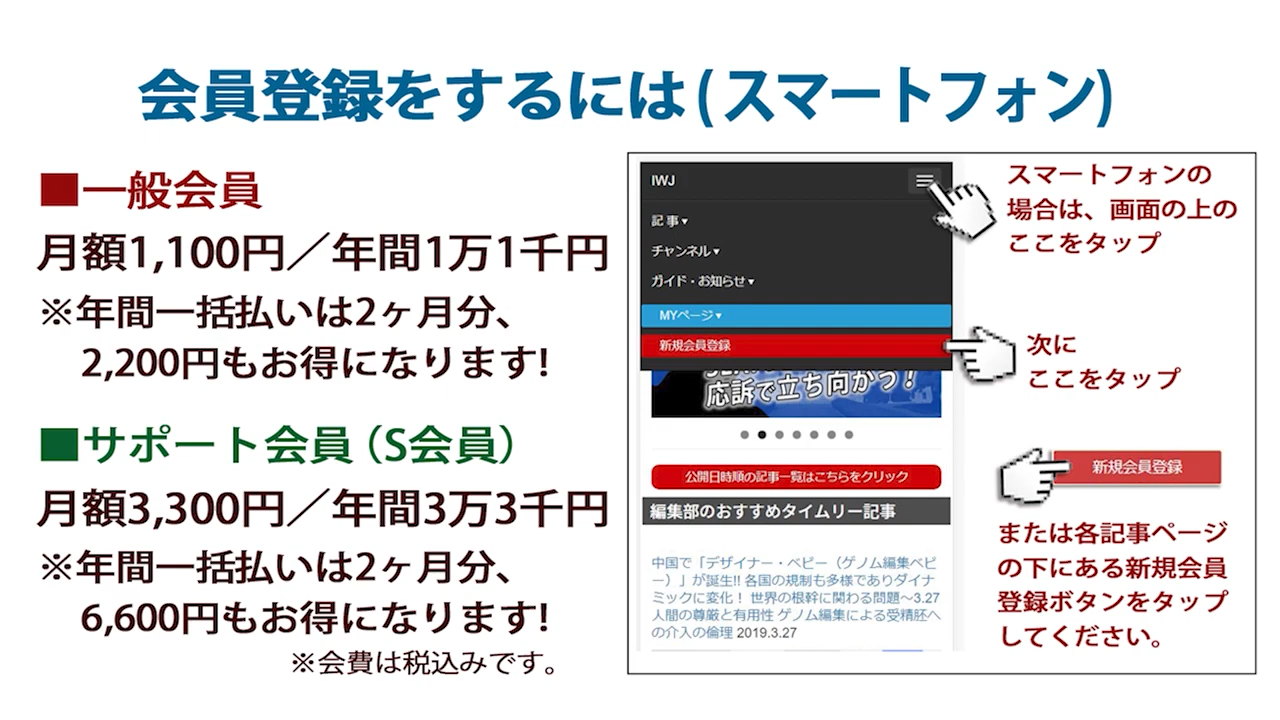 会員登録をするには(スマートフォン)
■一般会員
月額1,100円／年間1万1千円
※年間一括払いは2ヶ月分、
2,200円もお得になります!
■サポート会員（S会員）
月額3,300円／年間3万3千円
※年間一括払いは2ヶ月分、
6,600円もお得になります!
※会費は税込みです。
IWJ
記 事▼
チャンネル▼
ガイド・お知らせ▼
MYページ▼
新規会員登録
応訴で立ち向かう！
公開日時順の記事一覧はこちらをクリック
編集部のおすすめタイムリー記事
中国で「デザイナー・ベビー（ゲノム編集ベビ
ー）」が誕生!! 各国の規制も多様でありダイナ
ミックに変化！ 世界の根幹に関わる問題～3.27
人間の尊厳と有用性 ゲノム編集による受精胚へ
の介入の倫理 2019.3.27
スマートフォンの
場合は、画面の上の
ここをタップ
次に
ここをタップ
新規会員登録
または各記事ページ
の下にある新規会員
登録ボタンをタップ
してください。